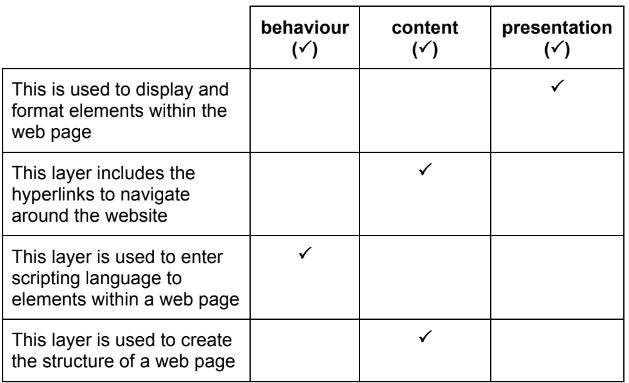 behaviour content presentation
(✓) (✓) (✓)
This is used to display and
format elements within the
web page
✓
This layer includes the
hyperlinks to navigate
around the website
✓
This layer is used to enter
scripting language to
elements within a web page
✓
This layer is used to create
the structure of a web page
✓